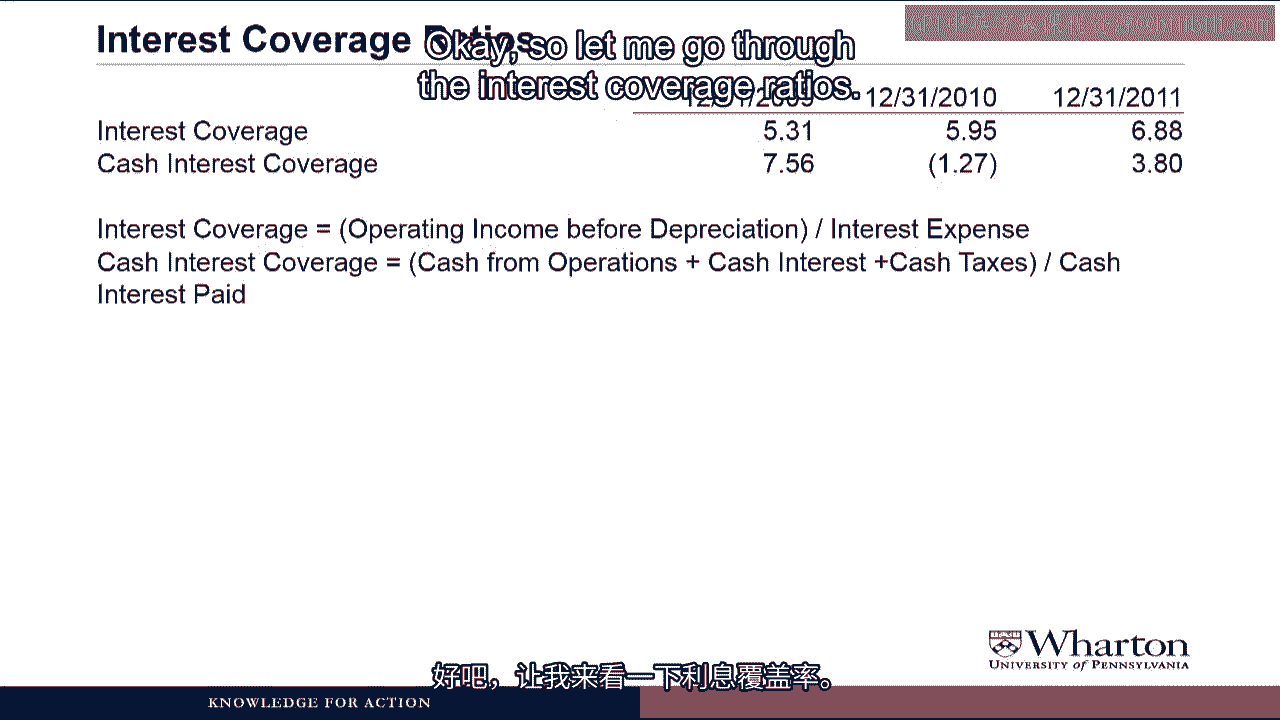 Interest Coverage Ratios
Okay, so let me go through
the interest coverage ratios.
12/31/2009 12/31/2010 12/31/2011
Interest Coverage 5.31 5.95 6.88
Cash Interest Coverage 7.56 (1.27) 3.80
Interest Coverage = (Operating Income before Depreciation) / Interest Expense
Cash Interest Coverage = (Cash from Operations + Cash Interest +Cash Taxes) / Cash
Interest Paid
Wharton
UNIVERSITY of PENNSYLVANIA
好吧，让我来看一下利息覆盖率。
KNOWLEDGE FOR ACTION